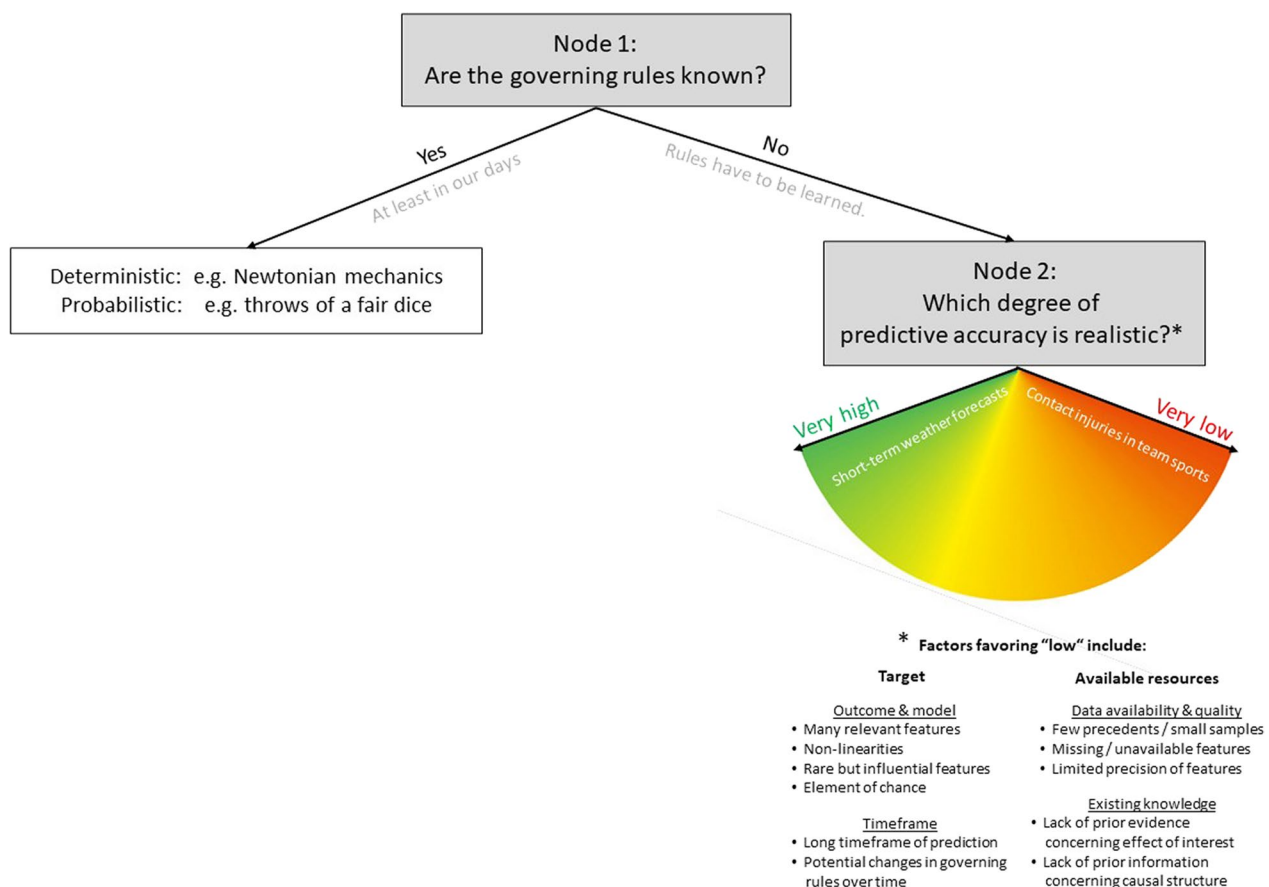 Node 1:
Are the governing rules known?
Yes
At least in our days
No
Rules have to be learned.
Deterministic: e.g. Newtonian mechanics
Probabilistic: e.g. throws of a fair dice
Node 2:
Which degree of
predictive accuracy is realistic?*
Very high
Short-term weather forecasts
Contact injuries in team sports
Very low
* Factors favoring "low" include:
Target
Outcome & model
• Many relevant features
• Non-linearities
• Rare but influential features
• Element of chance
Timeframe
• Long timeframe of prediction
• Potential changes in governing
rules over time
Available resources
Data availability & quality
• Few precedents / small samples
• Missing / unavailable features
• Limited precision of features
Existing knowledge
• Lack of prior evidence
concerning effect of interest
• Lack of prior information
concerning causal structure